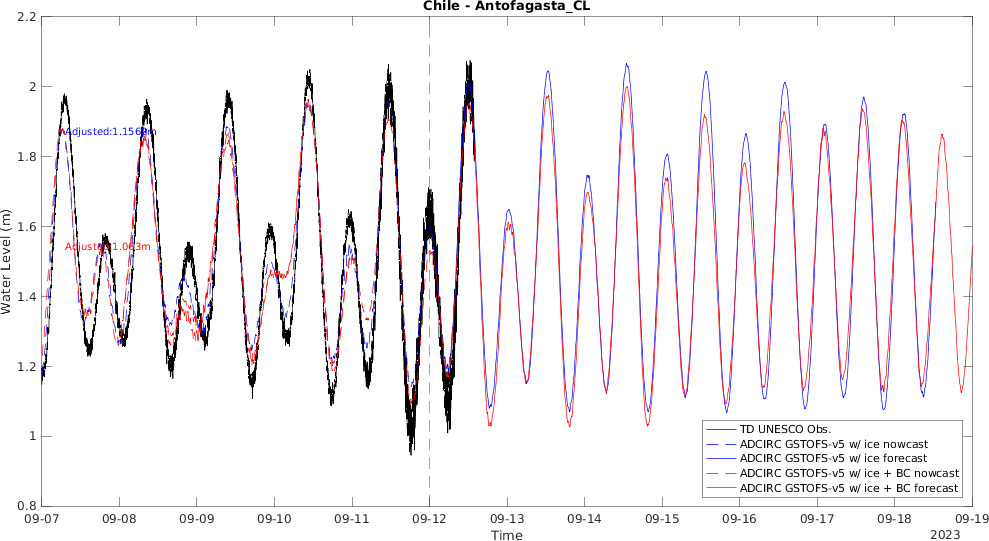 Chile - Antofagasta_CL
2.2
2
1.8
1.6
1.4
1.2
1
0.8
Water Level (m)
Adjusted:1.1563m
Adjusted:1.063m
TD UNESCO Obs.
ADCIRC GSTOFS-v5 w/ ice nowcast
ADCIRC GSTOFS-v5 w/ ice forecast
ADCIRC GSTOFS-v5 w/ ice + BC nowcast
ADCIRC GSTOFS-v5 w/ ice + BC forecast
09-07 09-08 09-09 09-10 09-11 09-12 09-13 09-14 09-15 09-16 09-17 09-18 09-19
Time
2023